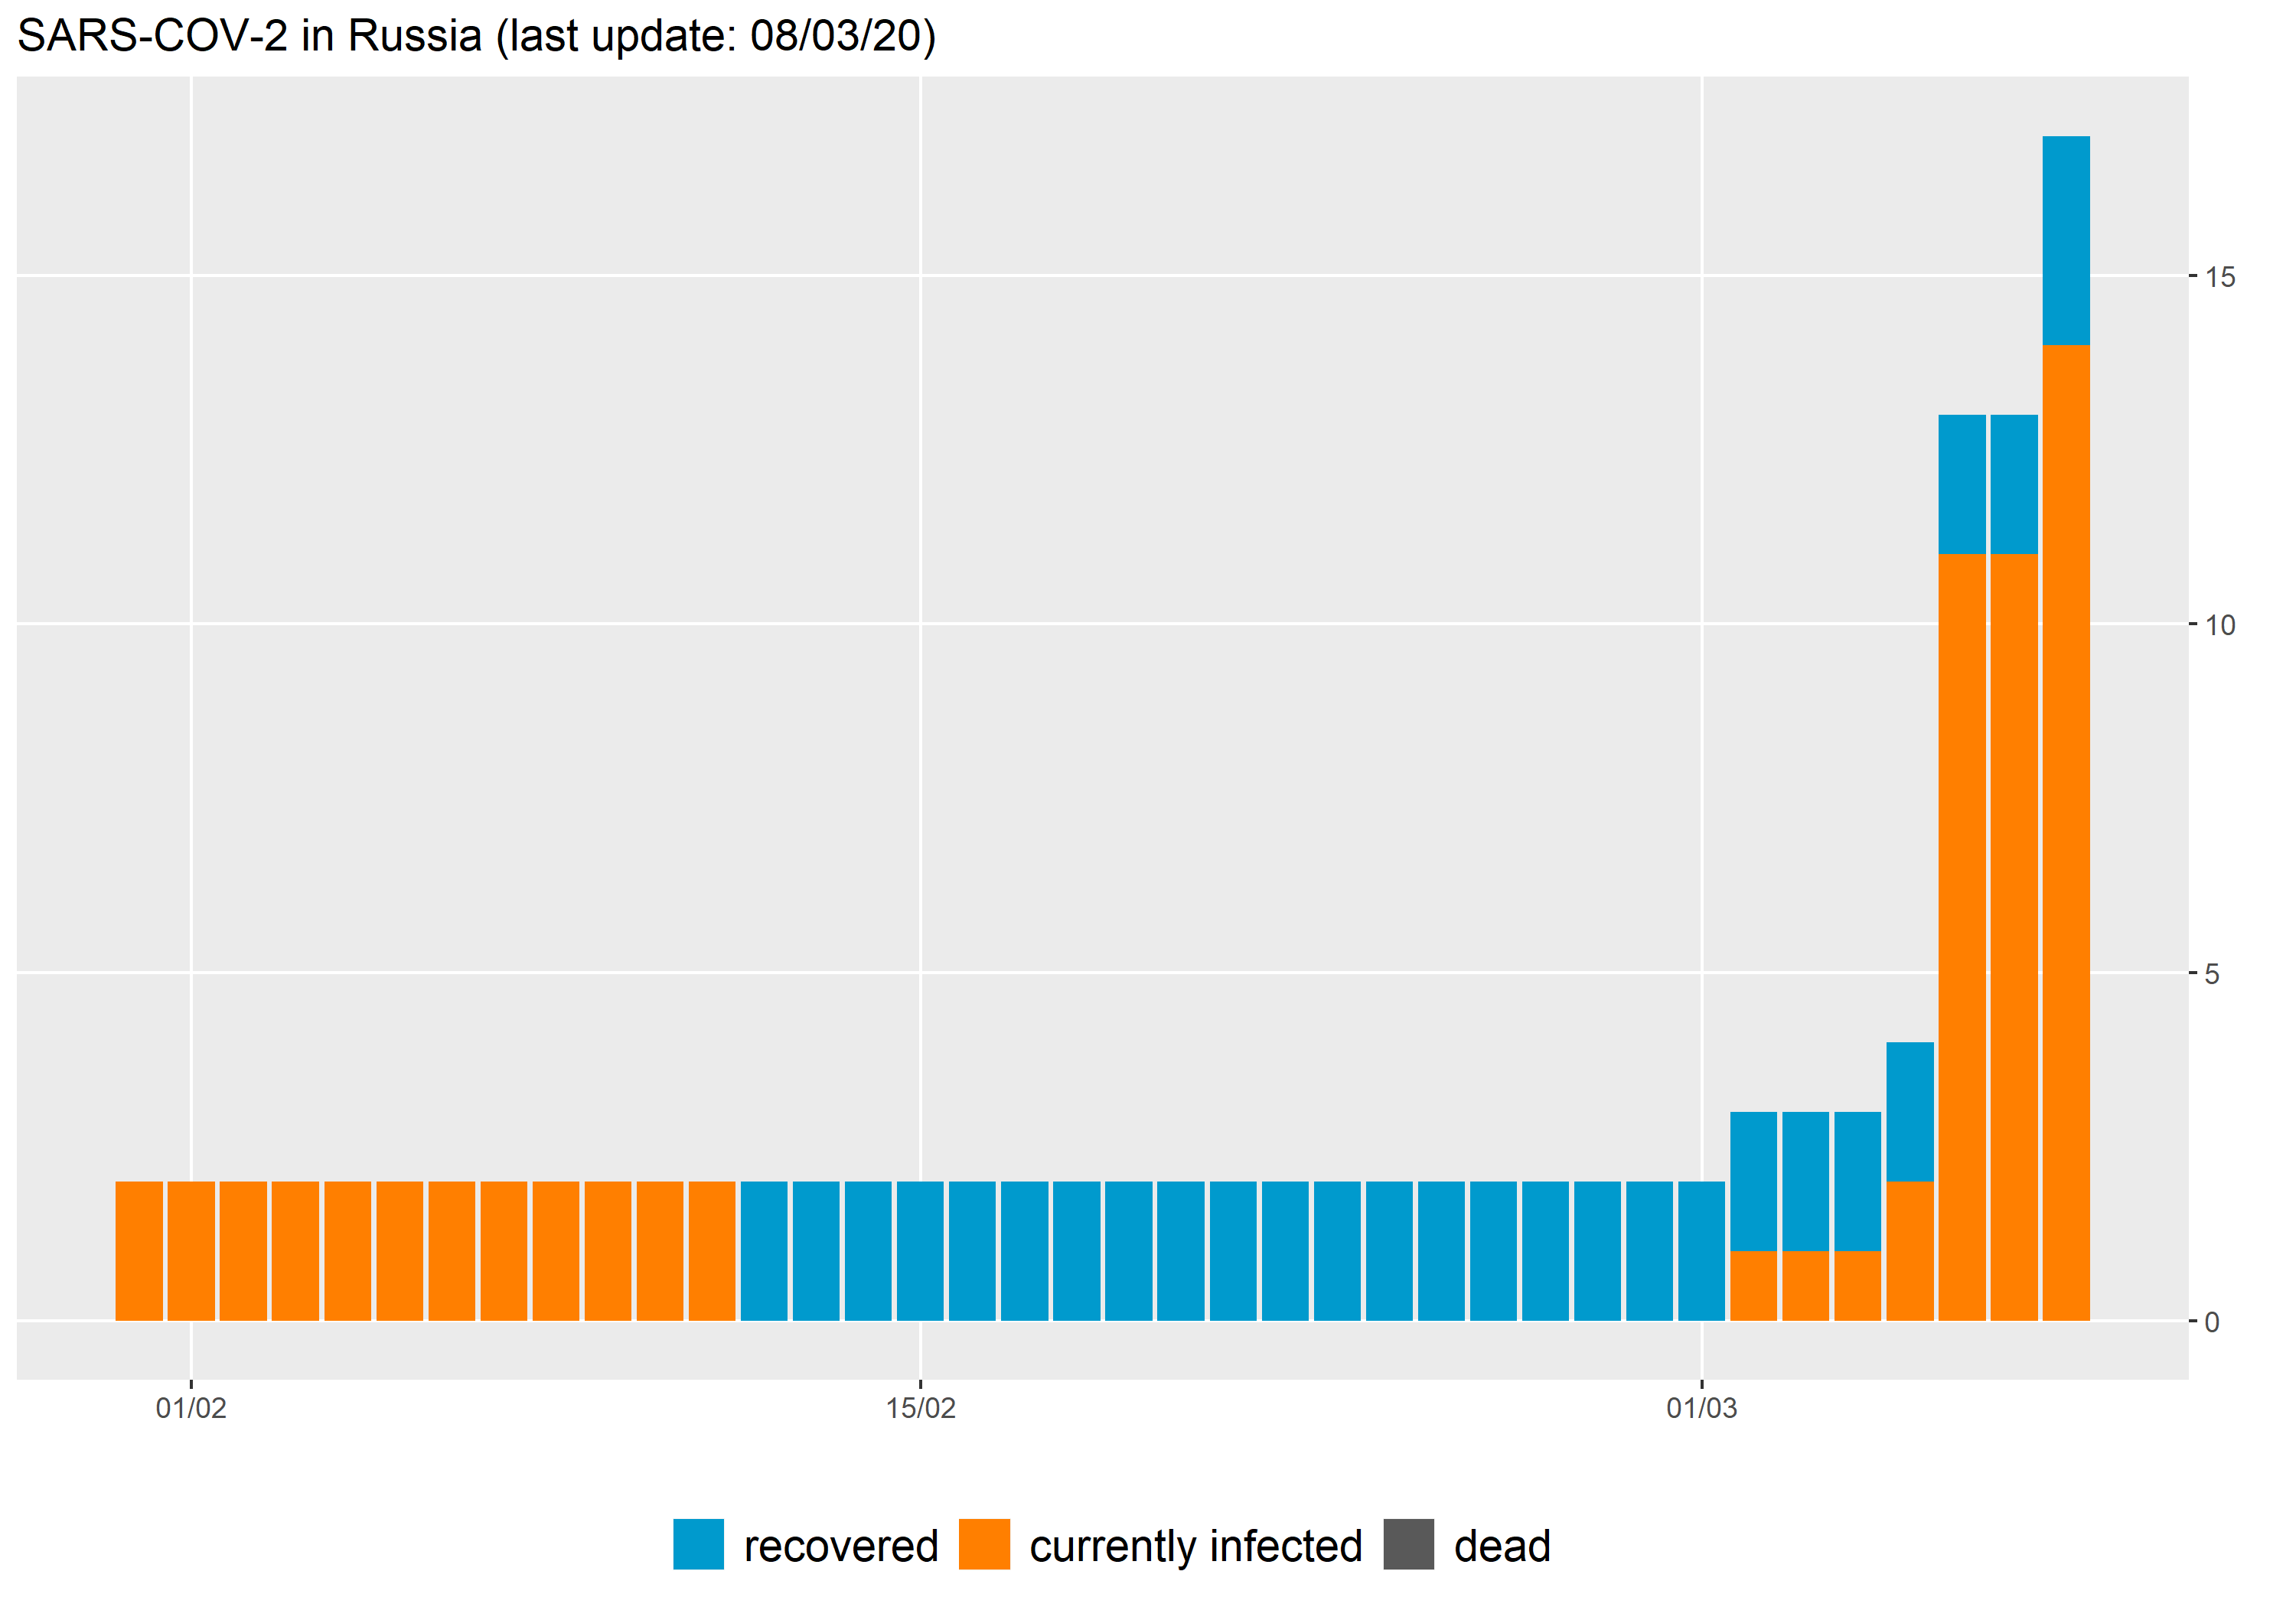 SARS-COV-2 in Russia (last update: 08/03/20)
15
10
5
0
01/02 15/02 01/03
recovered currently infected dead